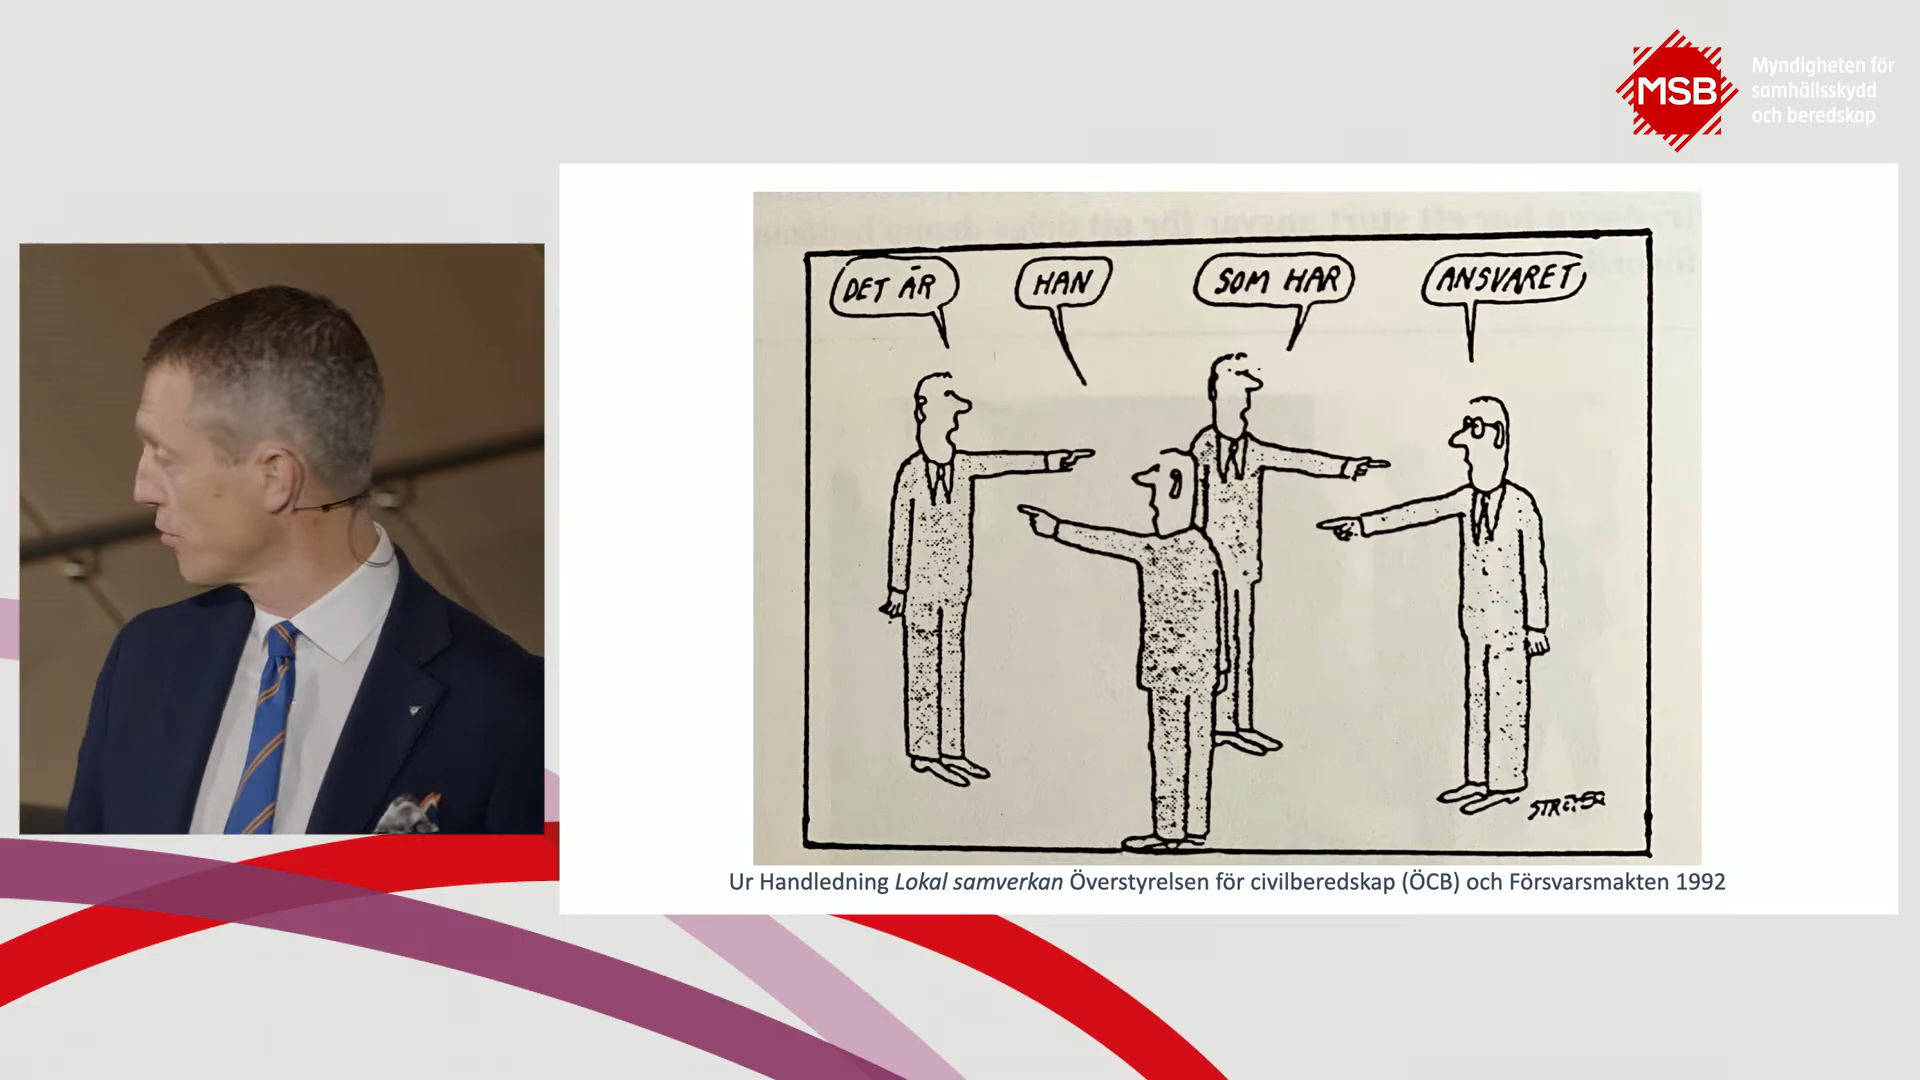 MSB
Myndigheten för
samhällsskydd
och beredskap
DET ÄR
HAN
SOM HAR
ANSVARET
Ur Handledning Lokal samverkan Överstyrelsen för civilberedskap (ÖCB) och Försvarsmakten 1992